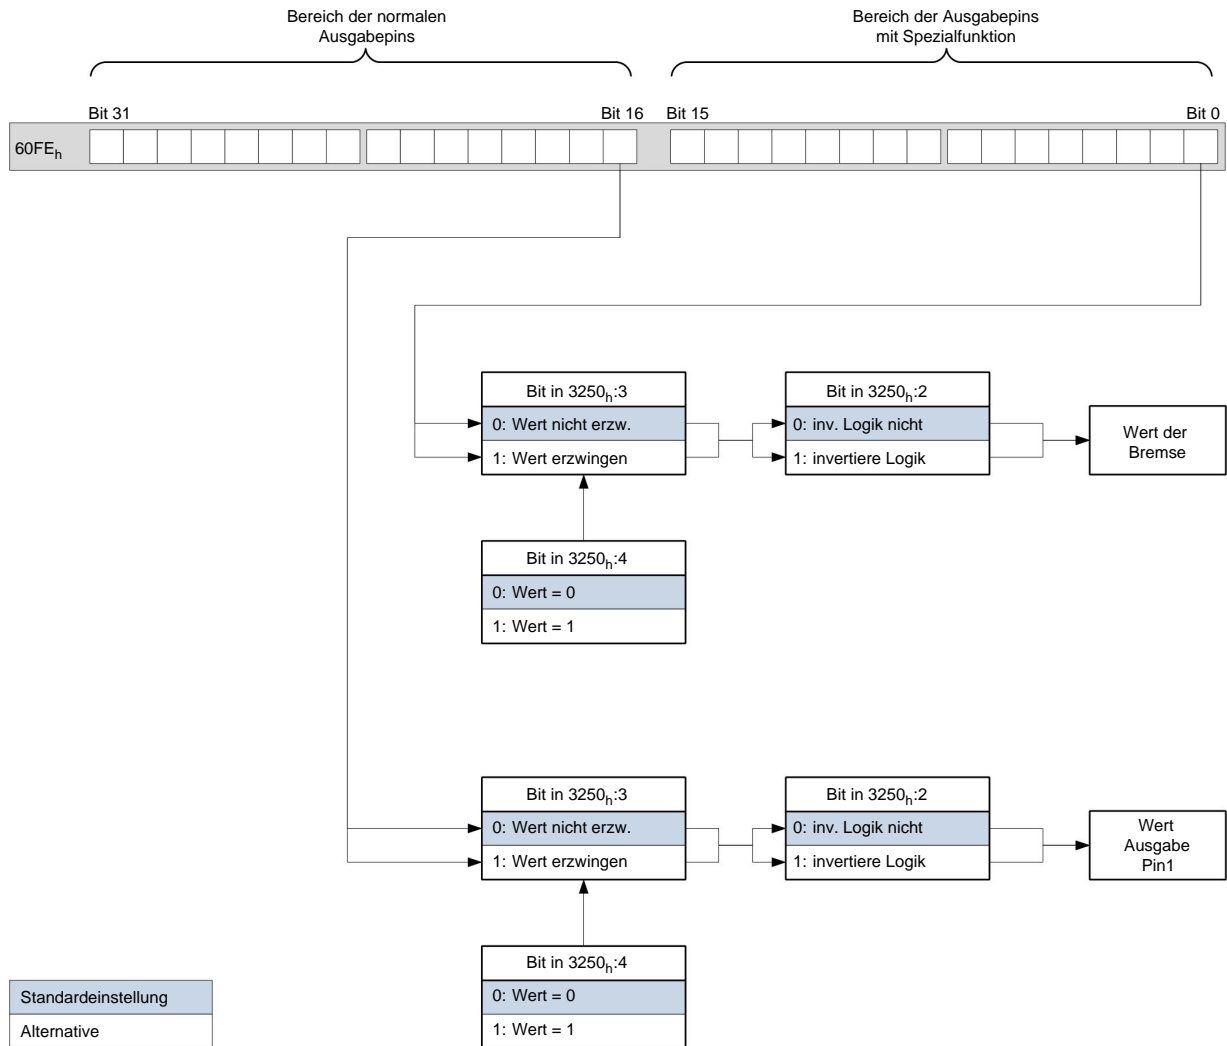 Bereich der normalen
Ausgabepins
Bereich der Ausgabepins
mit Spezialfunktion
Bit 31
Bit 16
Bit 15
Bit 0
60FEh
Bit in 3250h:3
0: Wert nicht erzw.
1: Wert erzwingen
Bit in 3250h:2
0: inv. Logik nicht
1: invertiere Logik
Wert der
Bremse
Bit in 3250h:4
0: Wert = 0
1: Wert = 1
Bit in 3250h:3
0: Wert nicht erzw.
1: Wert erzwingen
Bit in 3250h:2
0: inv. Logik nicht
1: invertiere Logik
Wert
Ausgabe
Pin1
Bit in 3250h:4
0: Wert = 0
1: Wert = 1
Standardeinstellung
Alternative